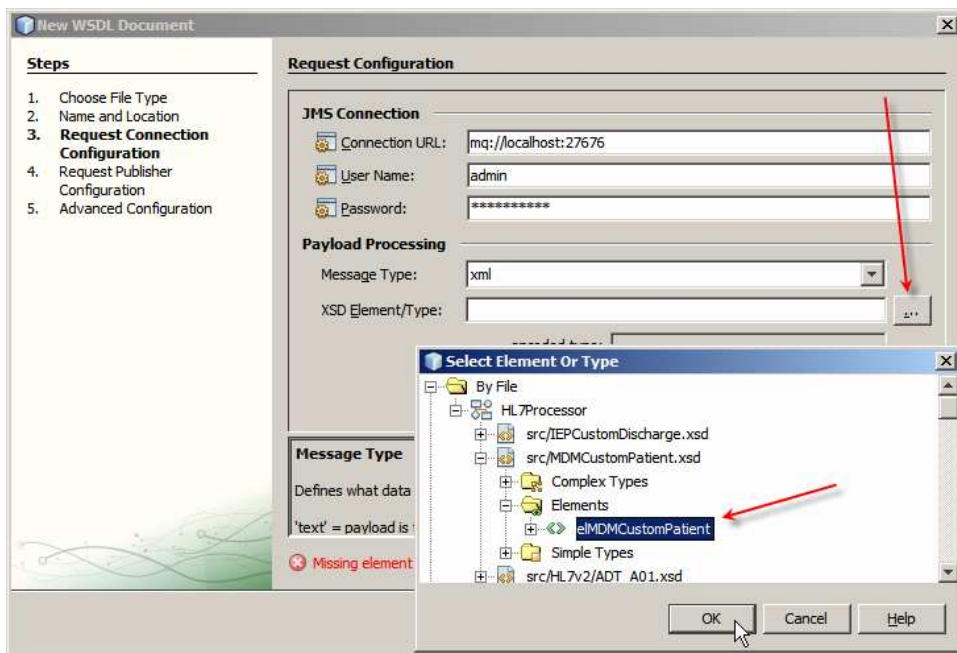 New WSDL Document
Steps
1. Choose File Type
2. Name and Location
3. Request Connection
Configuration
4. Request Publisher
Configuration
5. Advanced Configuration
Request Configuration
JMS Connection
Connection URL: mq://localhost:27676
User Name: admin
Password: **********
Payload Processing
Message Type: xml
XSD Element/Type: ...
Message Type
Defines what data
'text' = payload is
Missing element
Select Element Or Type
By File
HL7Processor
src/IEPCustomDischarge.xsd
src/MDMCustomPatient.xsd
Complex Types
Elements
elMDMCustomPatient
Simple Types
src/HL7v2/ADT_A01.xsd
OK Cancel Help